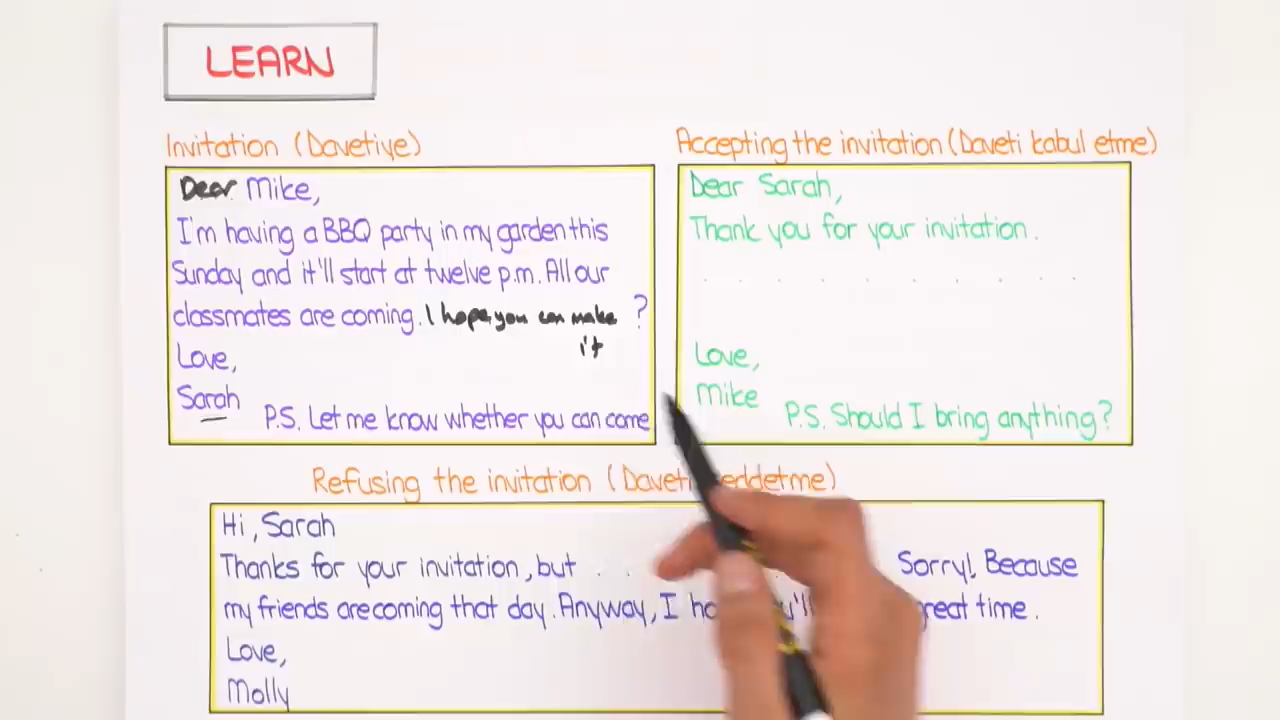 LEARN
Invitation (Davetiye)
Dear Mike,
I'm having a BBQ party in my garden this
Sunday and it'll start at twelve p.m. All our
classmates are coming. I hope you can make ?
it
Love,
Sarah
P.S. Let me know whether you can come
Accepting the invitation (Daveti kabul etme)
Dear Sarah,
Thank you for your invitation.
. . . . . . . . .
Love,
Mike
P.S. Should I bring anything?
Refusing the invitation (Daveti
Hi, Sarah
Thanks for your invitation, but . . Sorry! Because
my friends are coming that day. Anyway, I time.
Love,
Molly